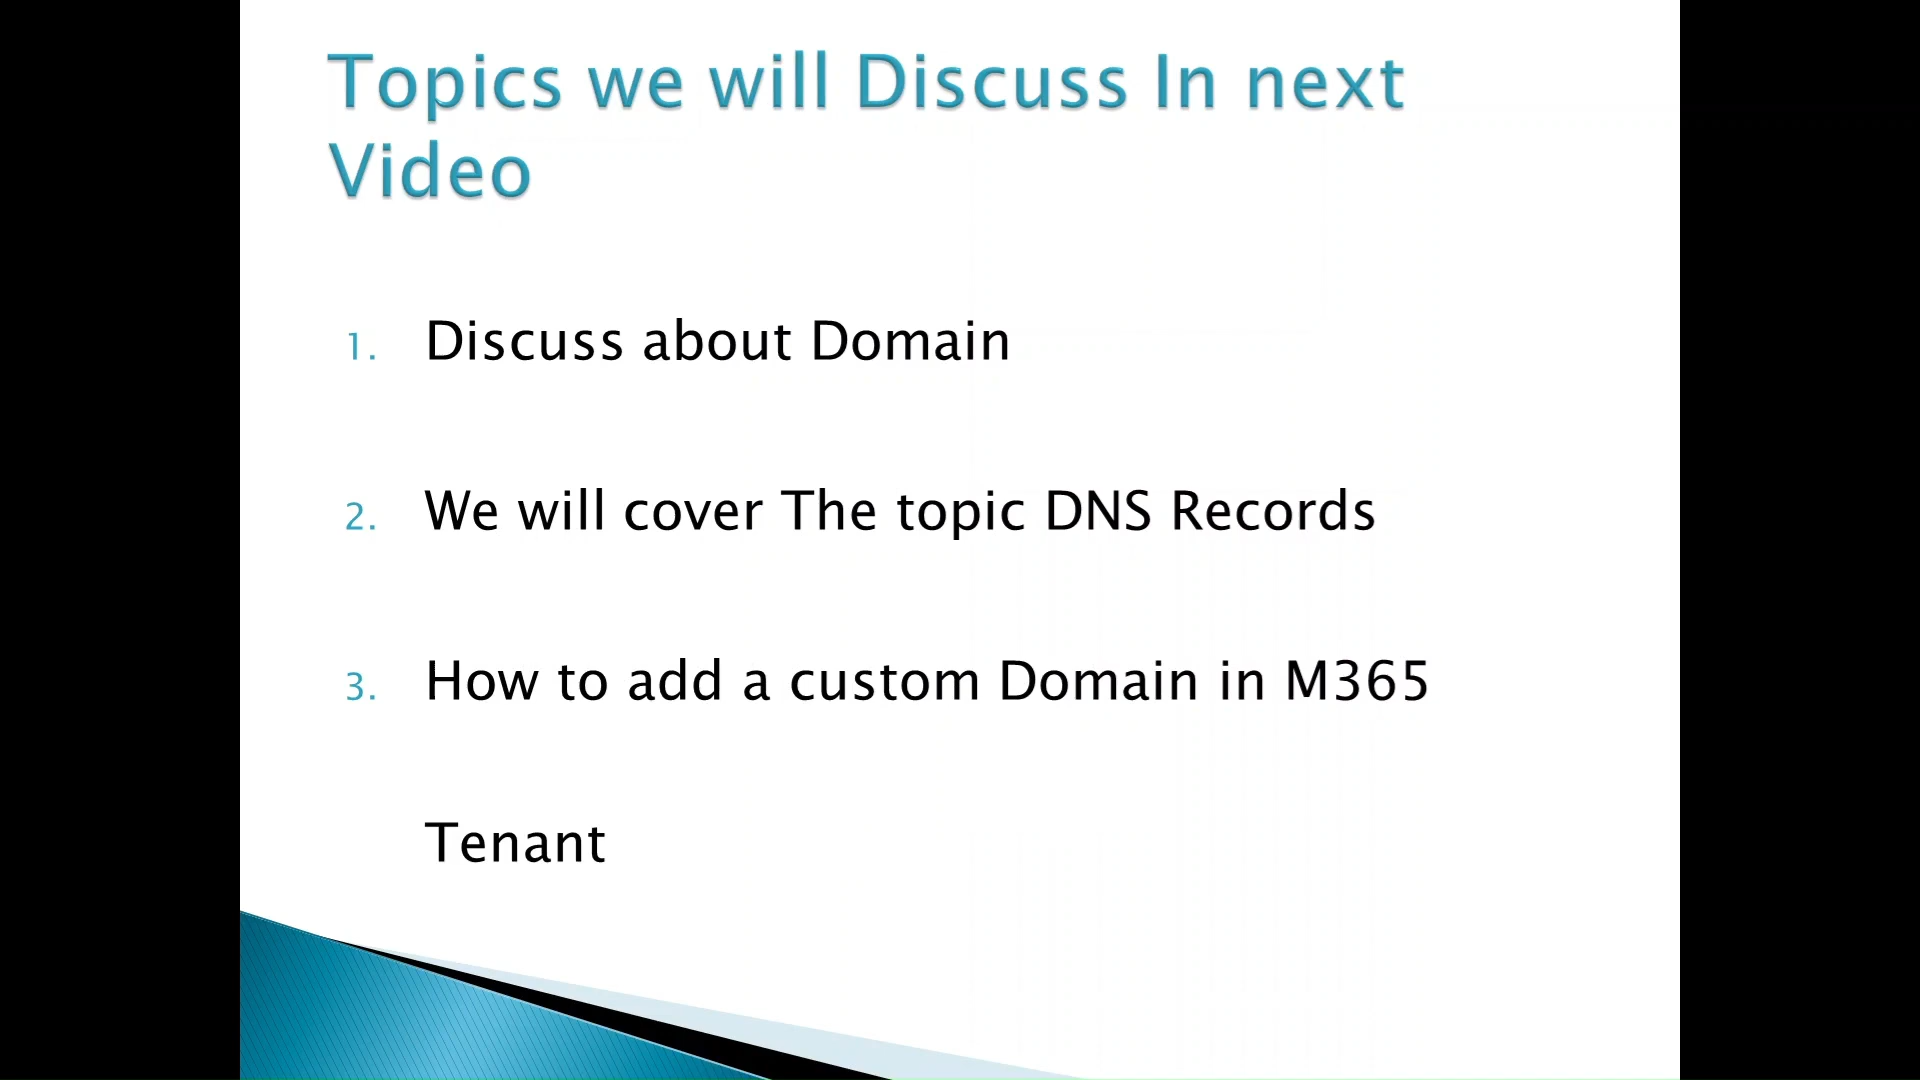 Topics we will Discuss In next
Video
1. Discuss about Domain
2. We will cover The topic DNS Records
3. How to add a custom Domain in M365
Tenant